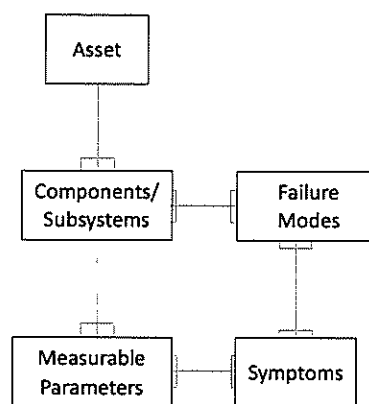 Asset
Components/
Subsystems
Failure
Modes
Measurable
Parameters
Symptoms